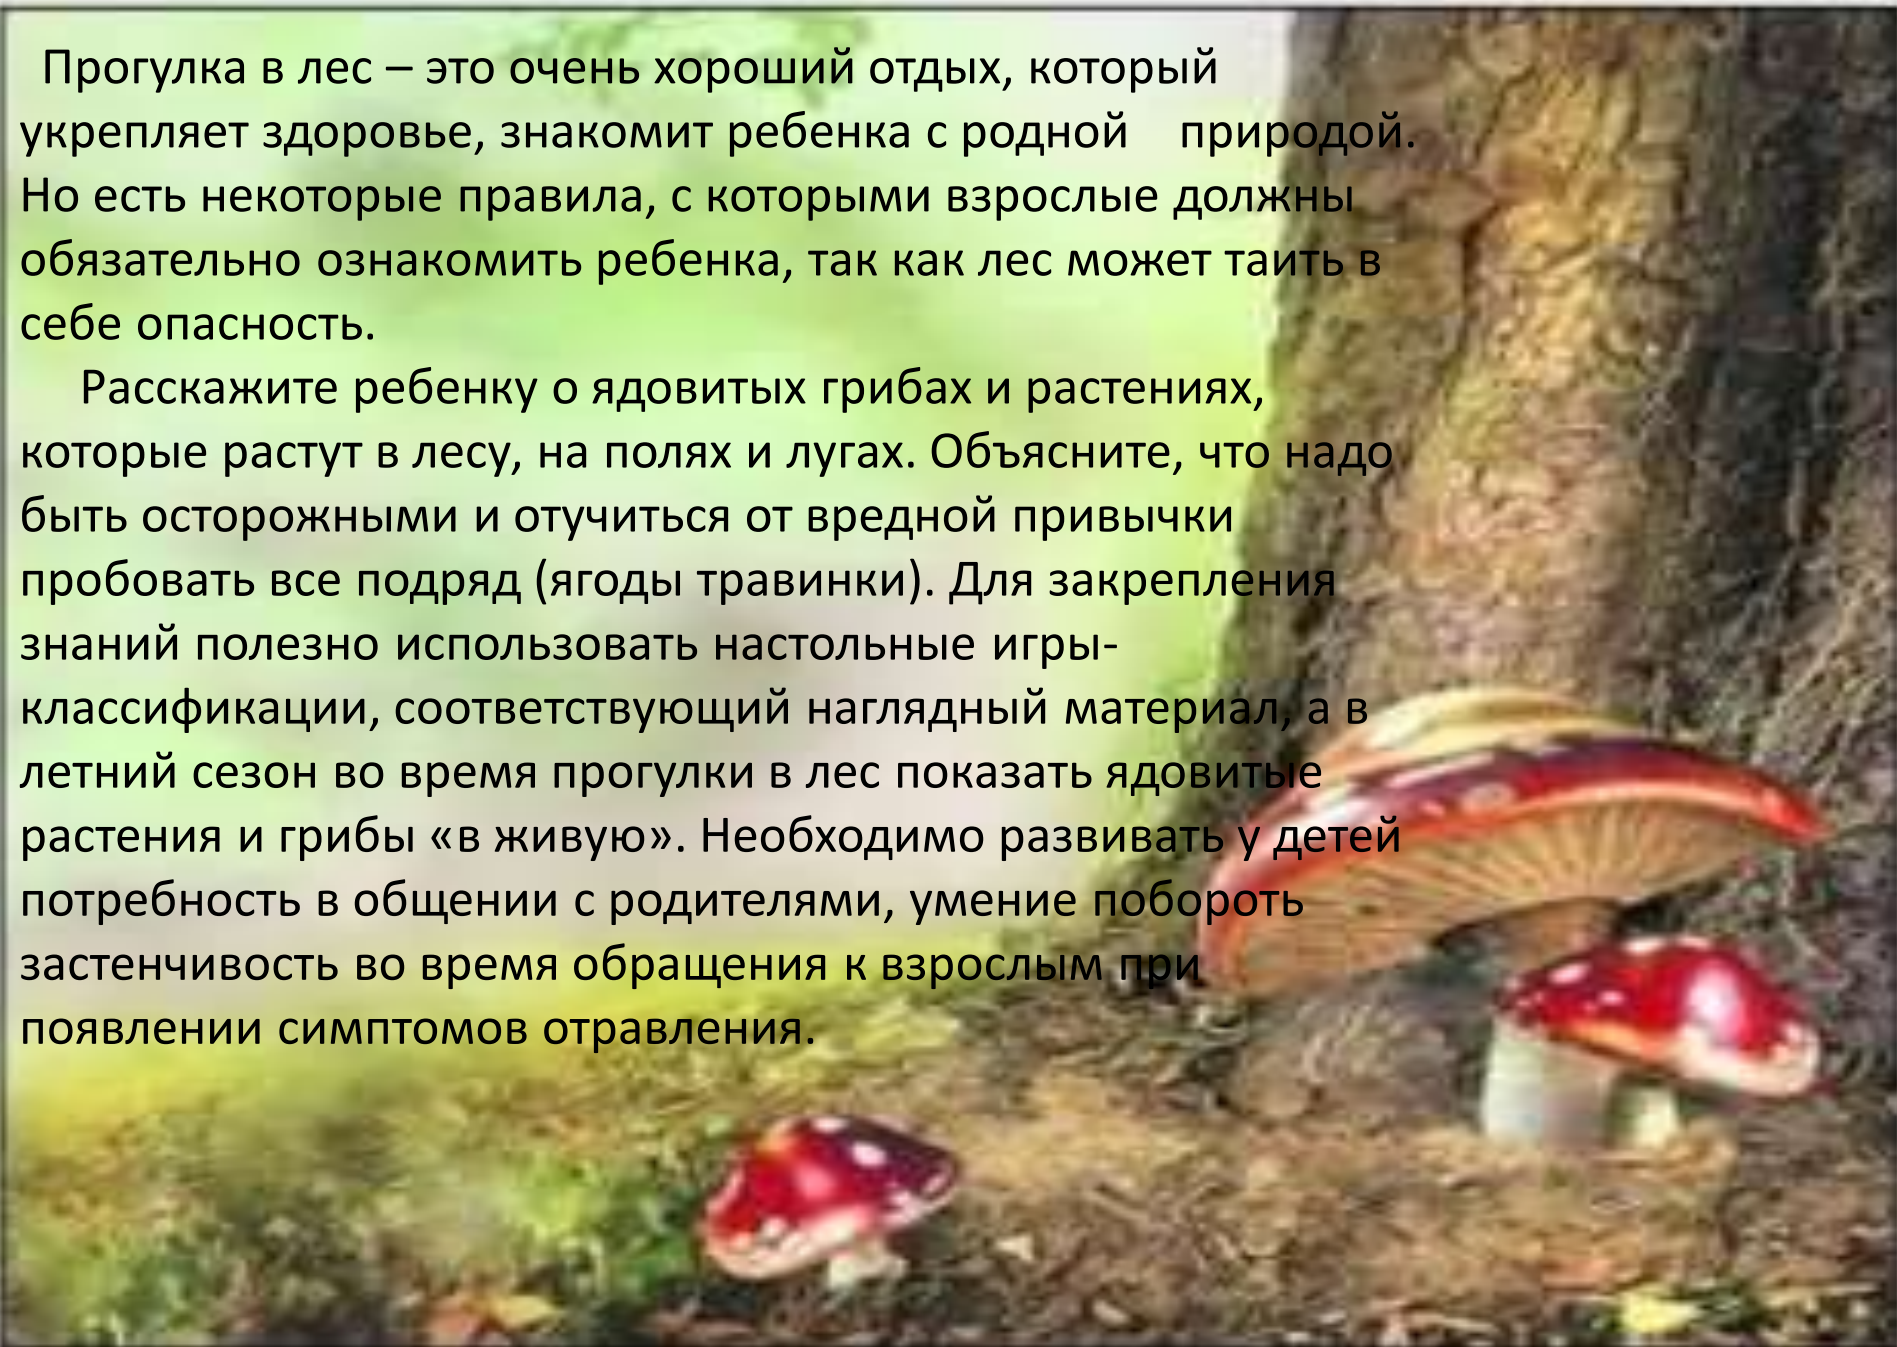 Прогулка в лес – это очень хороший отдых, который
укрепляет здоровье, знакомит ребенка с родной природой.
Но есть некоторые правила, с которыми взрослые должны
обязательно ознакомить ребенка, так как лес может таить в
себе опасность.
Расскажите ребенку о ядовитых грибах и растениях,
которые растут в лесу, на полях и лугах. Объясните, что надо
быть осторожными и отучиться от вредной привычки
пробовать все подряд (ягоды травинки). Для закрепления
знаний полезно использовать настольные игры-
классификации, соответствующий наглядный материал, а в
летний сезон во время прогулки в лес показать ядовитые
растения и грибы «в живую». Необходимо развивать у детей
потребность в общении с родителями, умение побороть
застенчивость во время обращения к взрослым при
появлении симптомов отравления.